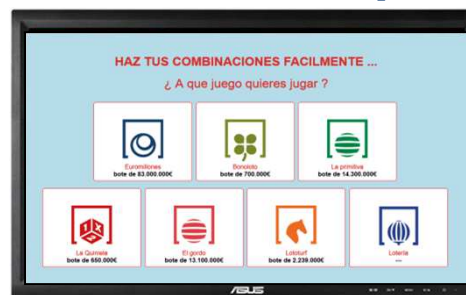 HAZ TUS COMBINACIONES FACILMENTE ...
¿ A que juego quieres jugar ?
Euromillones
bote de 83.000.000€
Bonoloto
bote de 700.000€
La primitiva
bote de 14.300.000€
La Quiniela
bote de 650.000€
El gordo
bote de 13.100.000€
Lototurf
bote de 2.239.000€
Lotería
---
ASUS